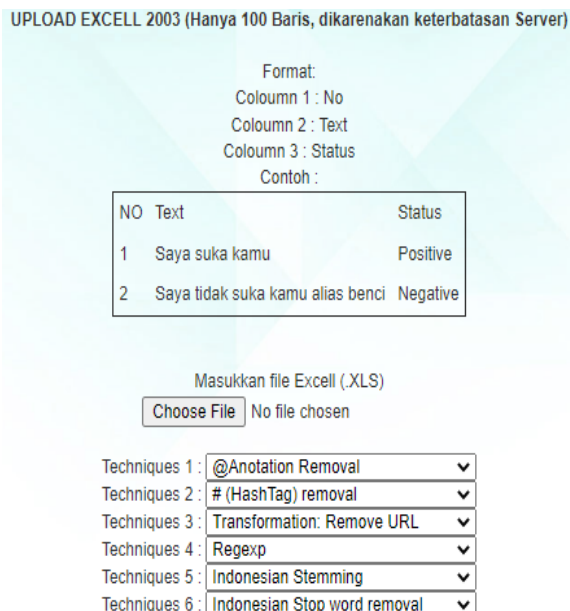 UPLOAD EXCELL 2003 (Hanya 100 Baris, dikarenakan keterbatasan Server)
Format:
Coloumn 1 : No
Coloumn 2 : Text
Coloumn 3 : Status
Contoh :
NO Text Status
1 Saya suka kamu Positive
2 Saya tidak suka kamu alias benci Negative
Masukkan file Excell (.XLS)
Choose File No file chosen
Techniques 1 : @Anotation Removal
Techniques 2 : # (HashTag) removal
Techniques 3 : Transformation: Remove URL
Techniques 4 : Regexp
Techniques 5 : Indonesian Stemming
Techniques 6 : Indonesian Stop word removal